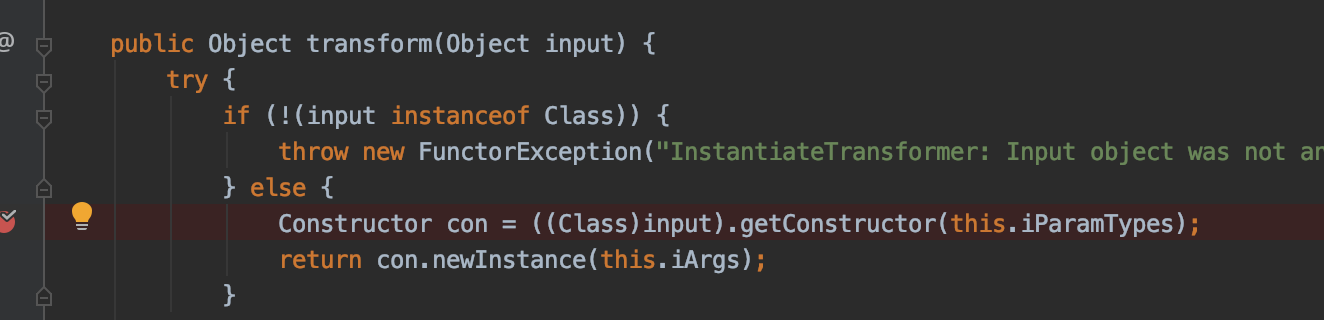 @
public Object transform(Object input) {
try {
if (!(input instanceof Class)) {
throw new FunctorException("InstantiateTransformer: Input object was not an
} else {
Constructor con = ((Class)input).getConstructor(this.iParamTypes);
return con.newInstance(this.iArgs);
}